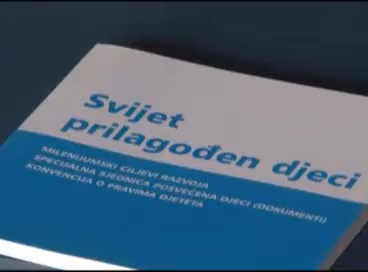 Svijet
prilagođen djeci
MILENIJUMSKI CILJEVI RAZVOJA
SPECIJALNA SJEDNICA POSVEĆENA DJECI (DOKUMENTI)
KONVENCIJA O PRAVIMA DJETETA